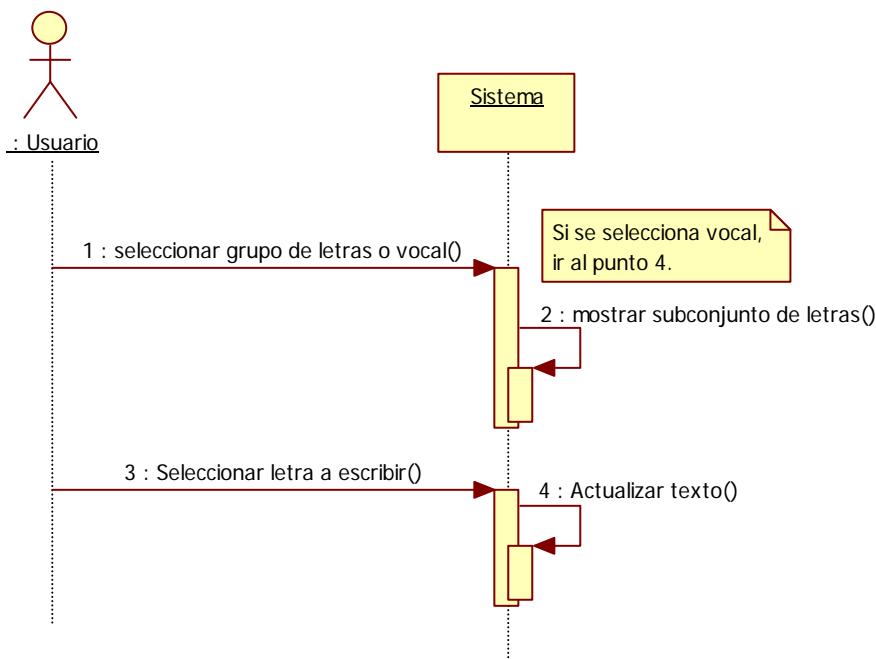 Sistema
: Usuario
Si se selecciona vocal,
ir al punto 4.
1 : seleccionar grupo de letras o vocal()
2 : mostrar subconjunto de letras()
3 : Seleccionar letra a escribir()
4 : Actualizar texto()